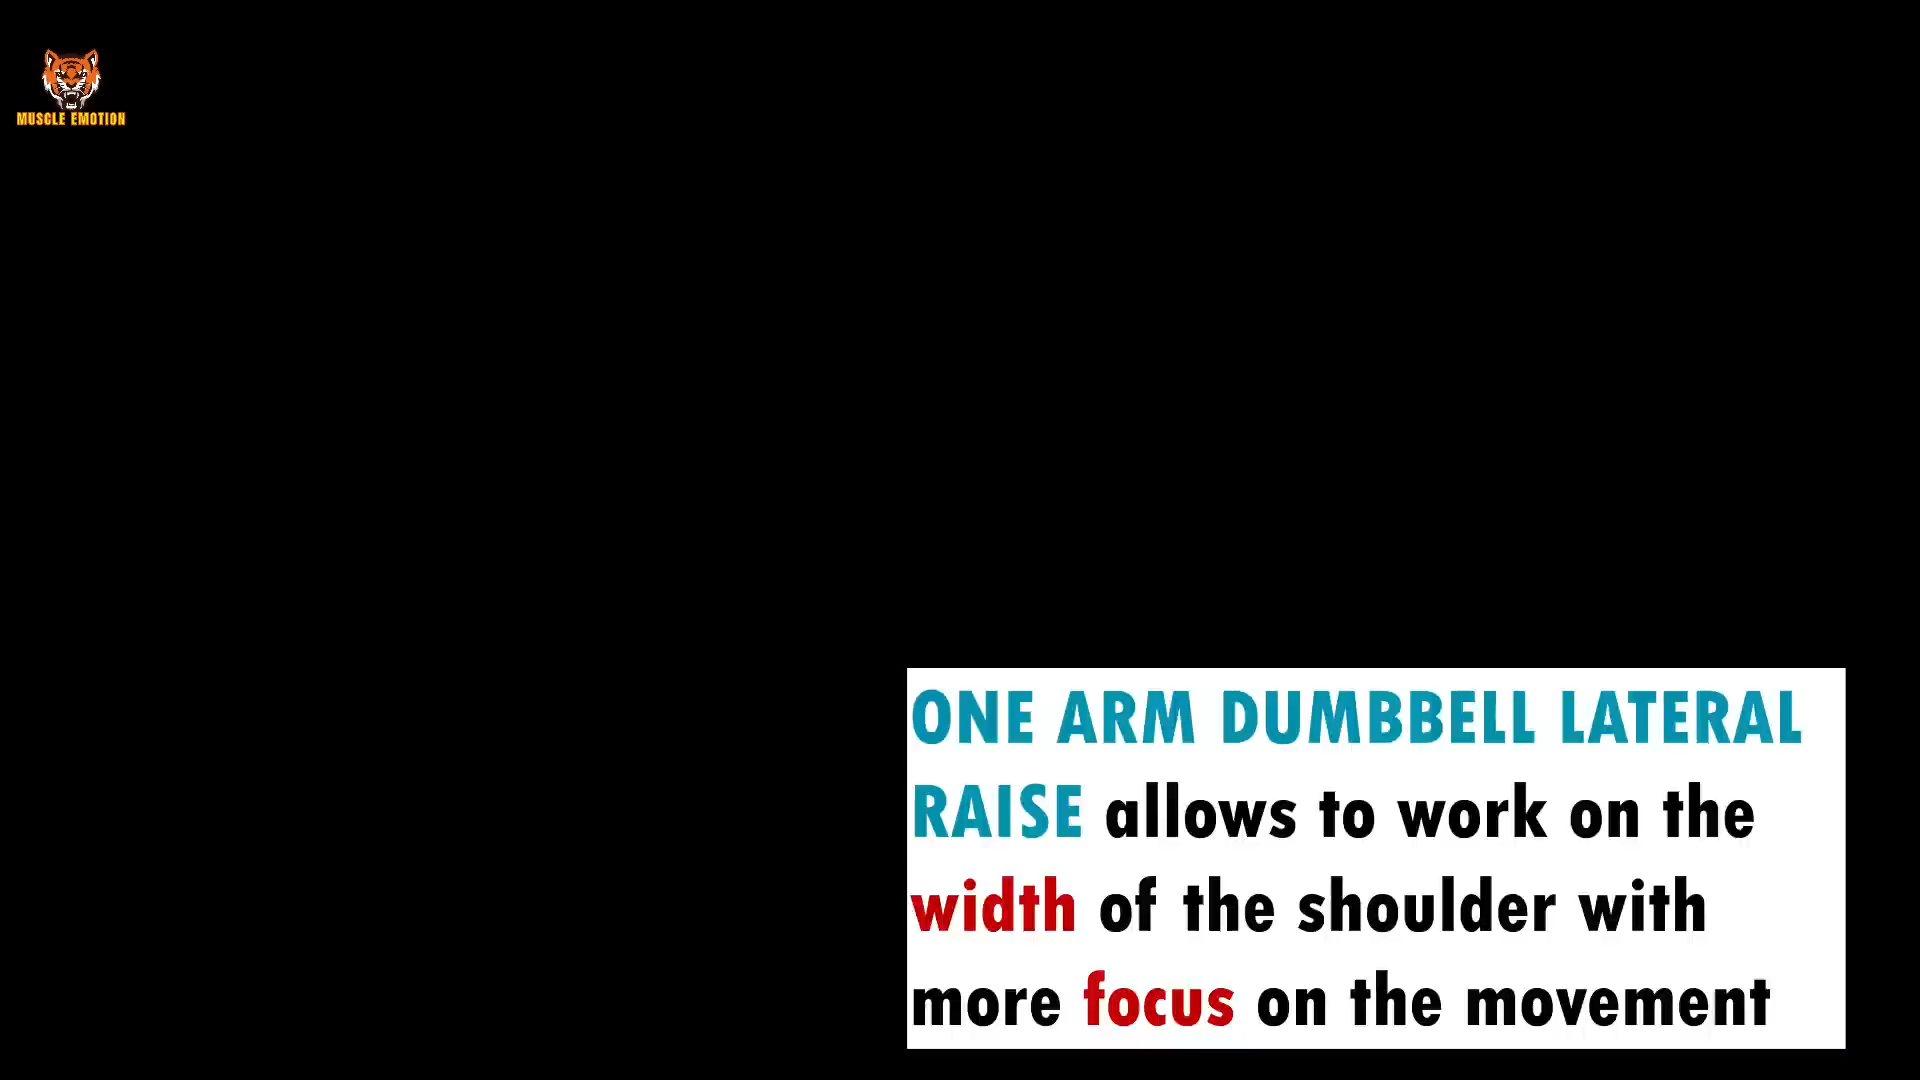 MUSCLE EMOTION
ONE ARM DUMBBELL LATERAL
RAISE allows to work on the
width of the shoulder with
more focus on the movement